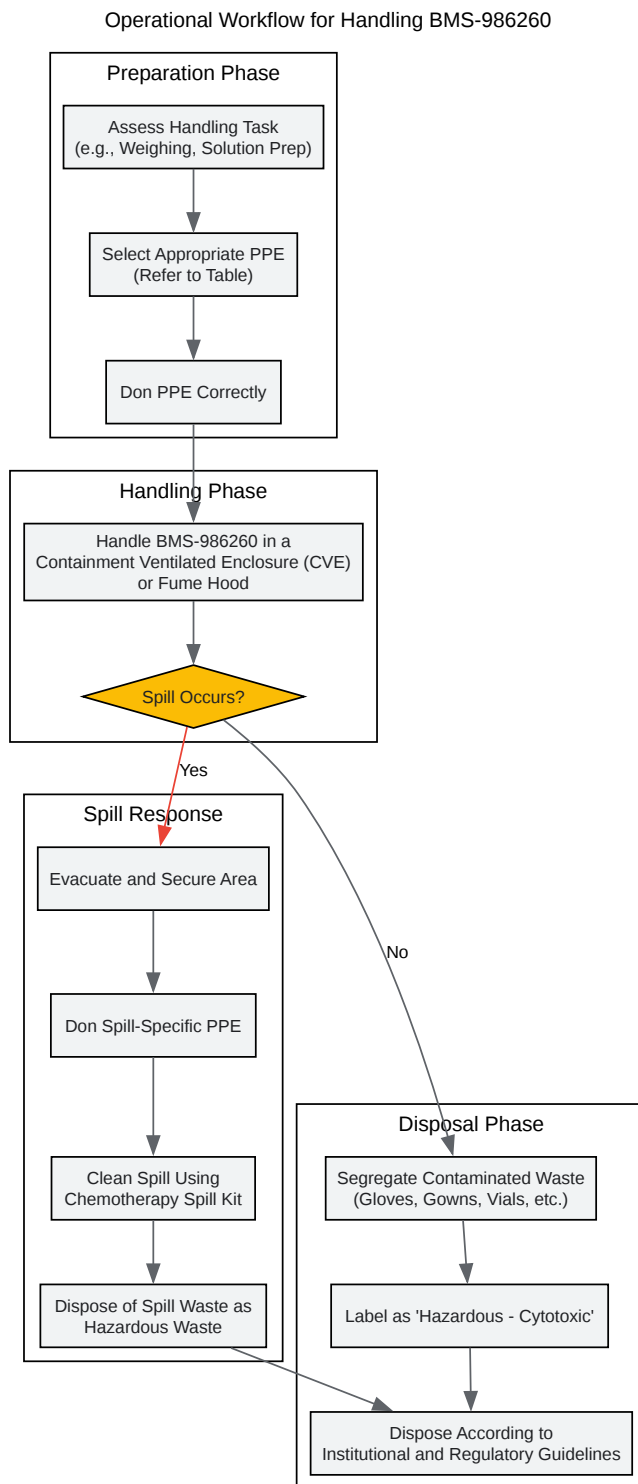 Operational Workflow for Handling BMS-986260
Preparation Phase
Assess Handling Task
(e.g., Weighing, Solution Prep)
Select Appropriate PPE
(Refer to Table)
Don PPE Correctly
Handling Phase
Handle BMS-986260 in a
Containment Ventilated Enclosure (CVE)
or Fume Hood
Spill Occurs?
Yes
Spill Response
Evacuate and Secure Area
No
Don Spill-Specific PPE
Clean Spill Using
Chemotherapy Spill Kit
Dispose of Spill Waste as
Hazardous Waste
Disposal Phase
Segregate Contaminated Waste
(Gloves, Gowns, Vials, etc.)
Label as 'Hazardous - Cytotoxic'
Dispose According to
Institutional and Regulatory Guidelines